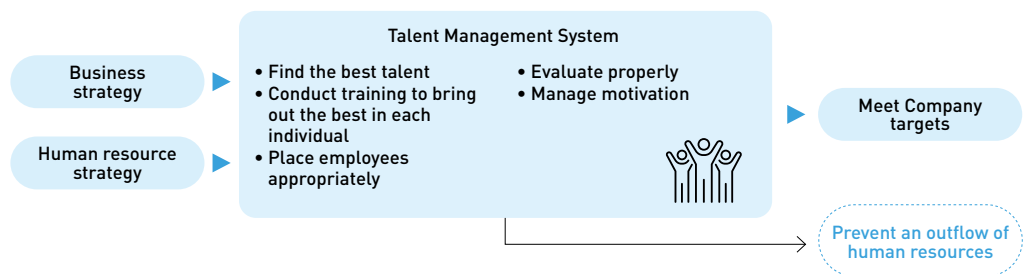 Talent Management System
Business
strategy
Human resource
strategy
• Find the best talent
• Conduct training to bring
out the best in each
individual
• Place employees
appropriately
• Evaluate properly
• Manage motivation
Meet Company
targets
Prevent an outflow of
human resources